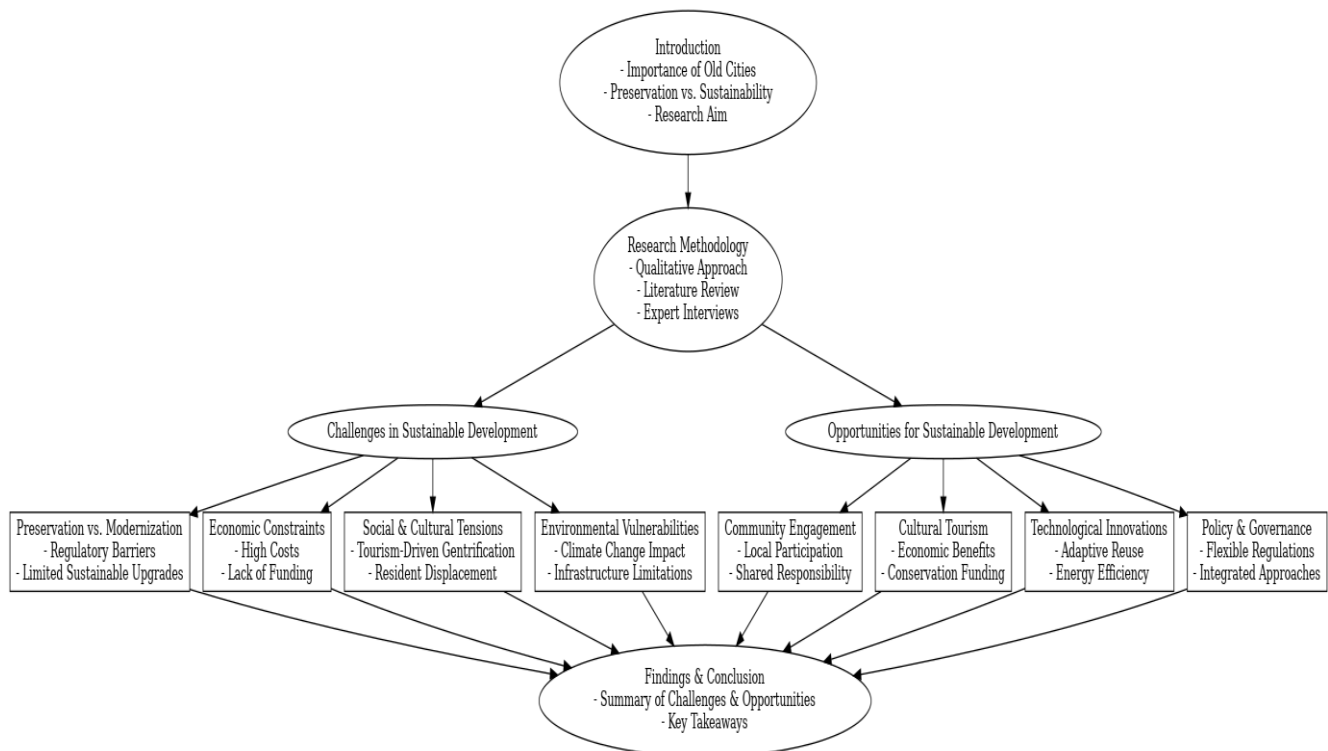 Introduction
- Importance of Old Cities
- Preservation vs. Sustainability
- Research Aim
Research Methodology
- Qualitative Approach
- Literature Review
- Expert Interviews
Challenges in Sustainable Development
Opportunities for Sustainable Development
Preservation vs. Modernization
- Regulatory Barriers
- Limited Sustainable Upgrades
Economic Constraints
- High Costs
- Lack of Funding
Social & Cultural Tensions
- Tourism-Driven Gentrification
- Resident Displacement
Environmental Vulnerabilities
- Climate Change Impact
- Infrastructure Limitations
Community Engagement
- Local Participation
- Shared Responsibility
Cultural Tourism
- Economic Benefits
- Conservation Funding
Technological Innovations
- Adaptive Reuse
- Energy Efficiency
Policy & Governance
- Flexible Regulations
- Integrated Approaches
Findings & Conclusion
- Summary of Challenges & Opportunities
- Key Takeaways